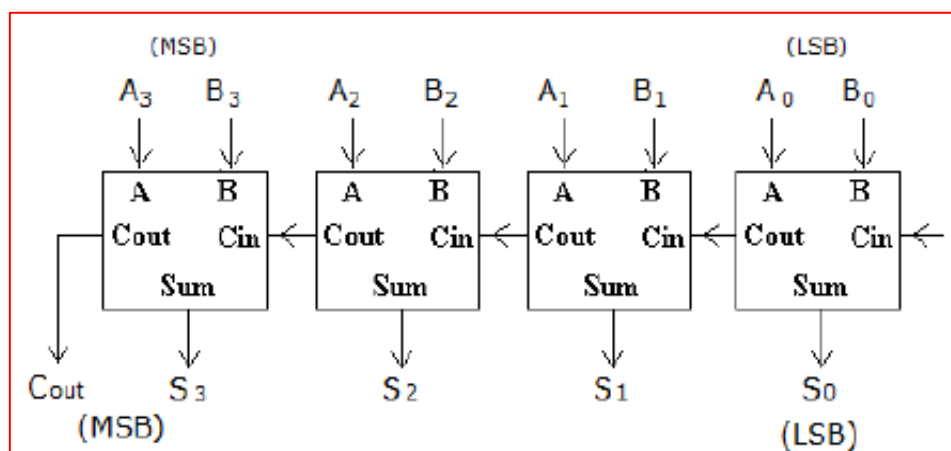 (MSB) (LSB)
A3 B3 A2 B2 A1 B1 A0 B0
A B A B A B A B
Cout Cin Cout Cin Cout Cin Cout Cin
Sum Sum Sum Sum
Cout S3 S2 S1 S0
(MSB) (LSB)